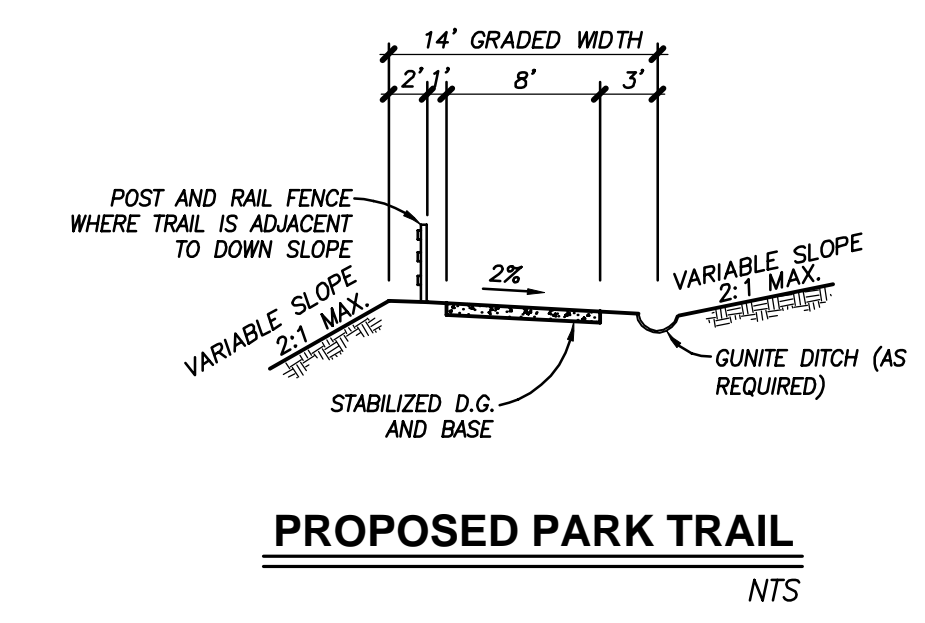 14' GRADED WIDTH
2' 1' 8' 3'
POST AND RAIL FENCE
WHERE TRAIL IS ADJACENT
TO DOWN SLOPE
VARIABLE SLOPE
2:1 MAX.
2%
VARIABLE SLOPE
2:1 MAX.
GUNITE DITCH (AS
REQUIRED)
STABILIZED D.G.
AND BASE
PROPOSED PARK TRAIL
NTS